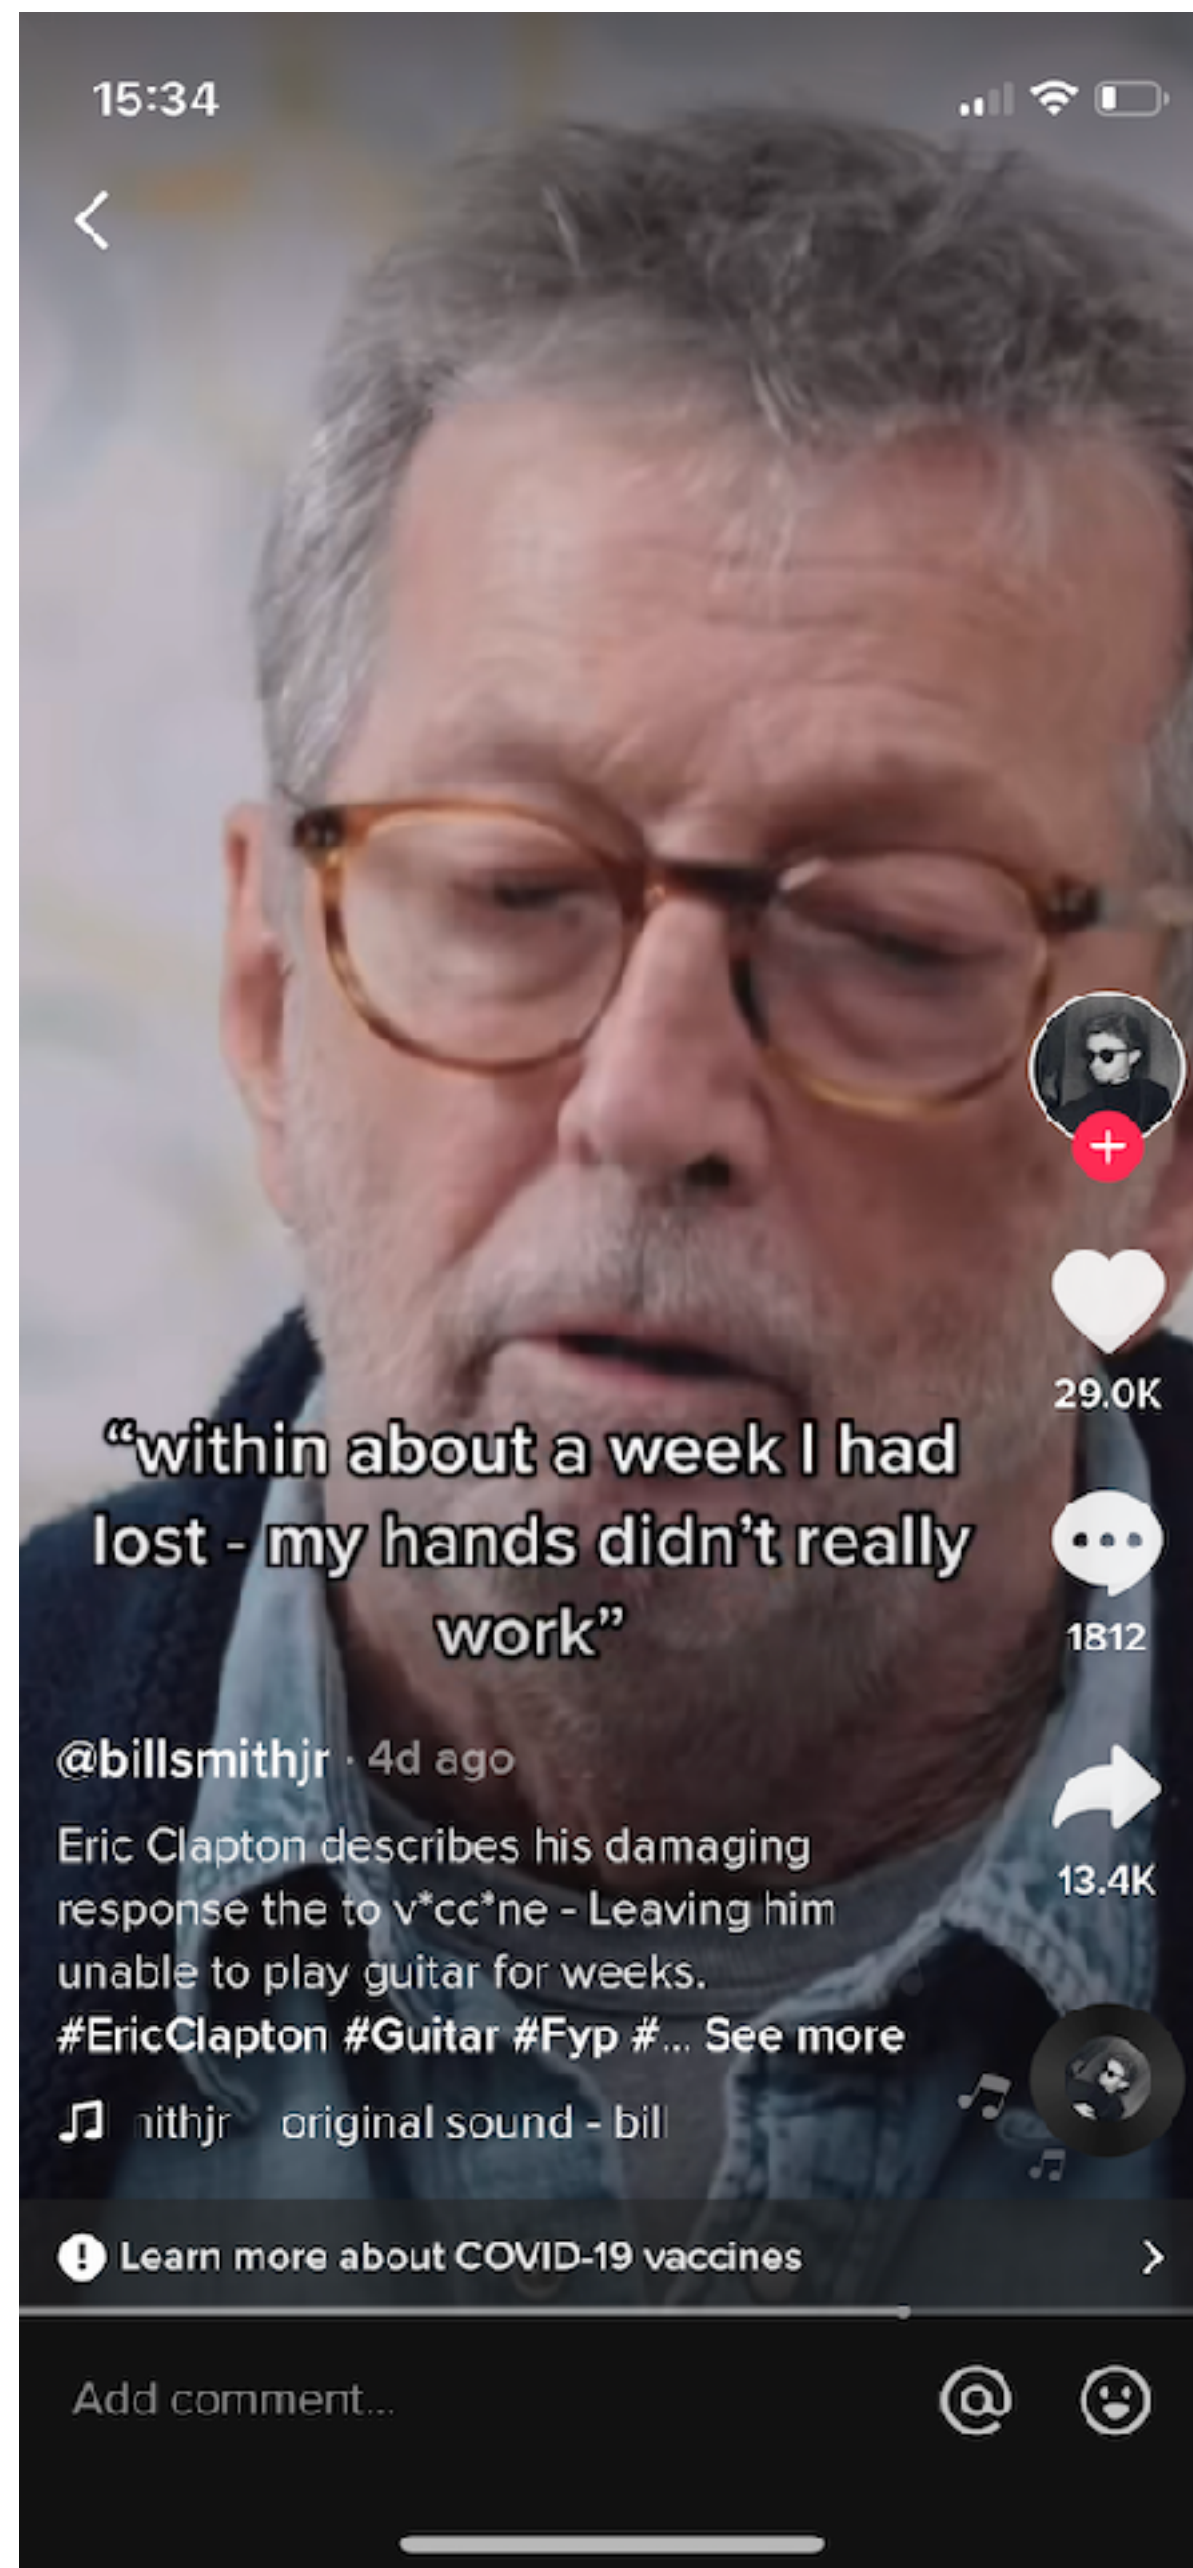 15:34
29.0K
“within about a week I had
lost - my hands didn’t really
work”
1812
@billsmithjr · 4d ago
Eric Clapton describes his damaging
response the to v*cc*ne - Leaving him
unable to play guitar for weeks.
#EricClapton #Guitar #Fyp #... See more
13.4K
nithjr original sound - bill
Learn more about COVID-19 vaccines
Add comment...